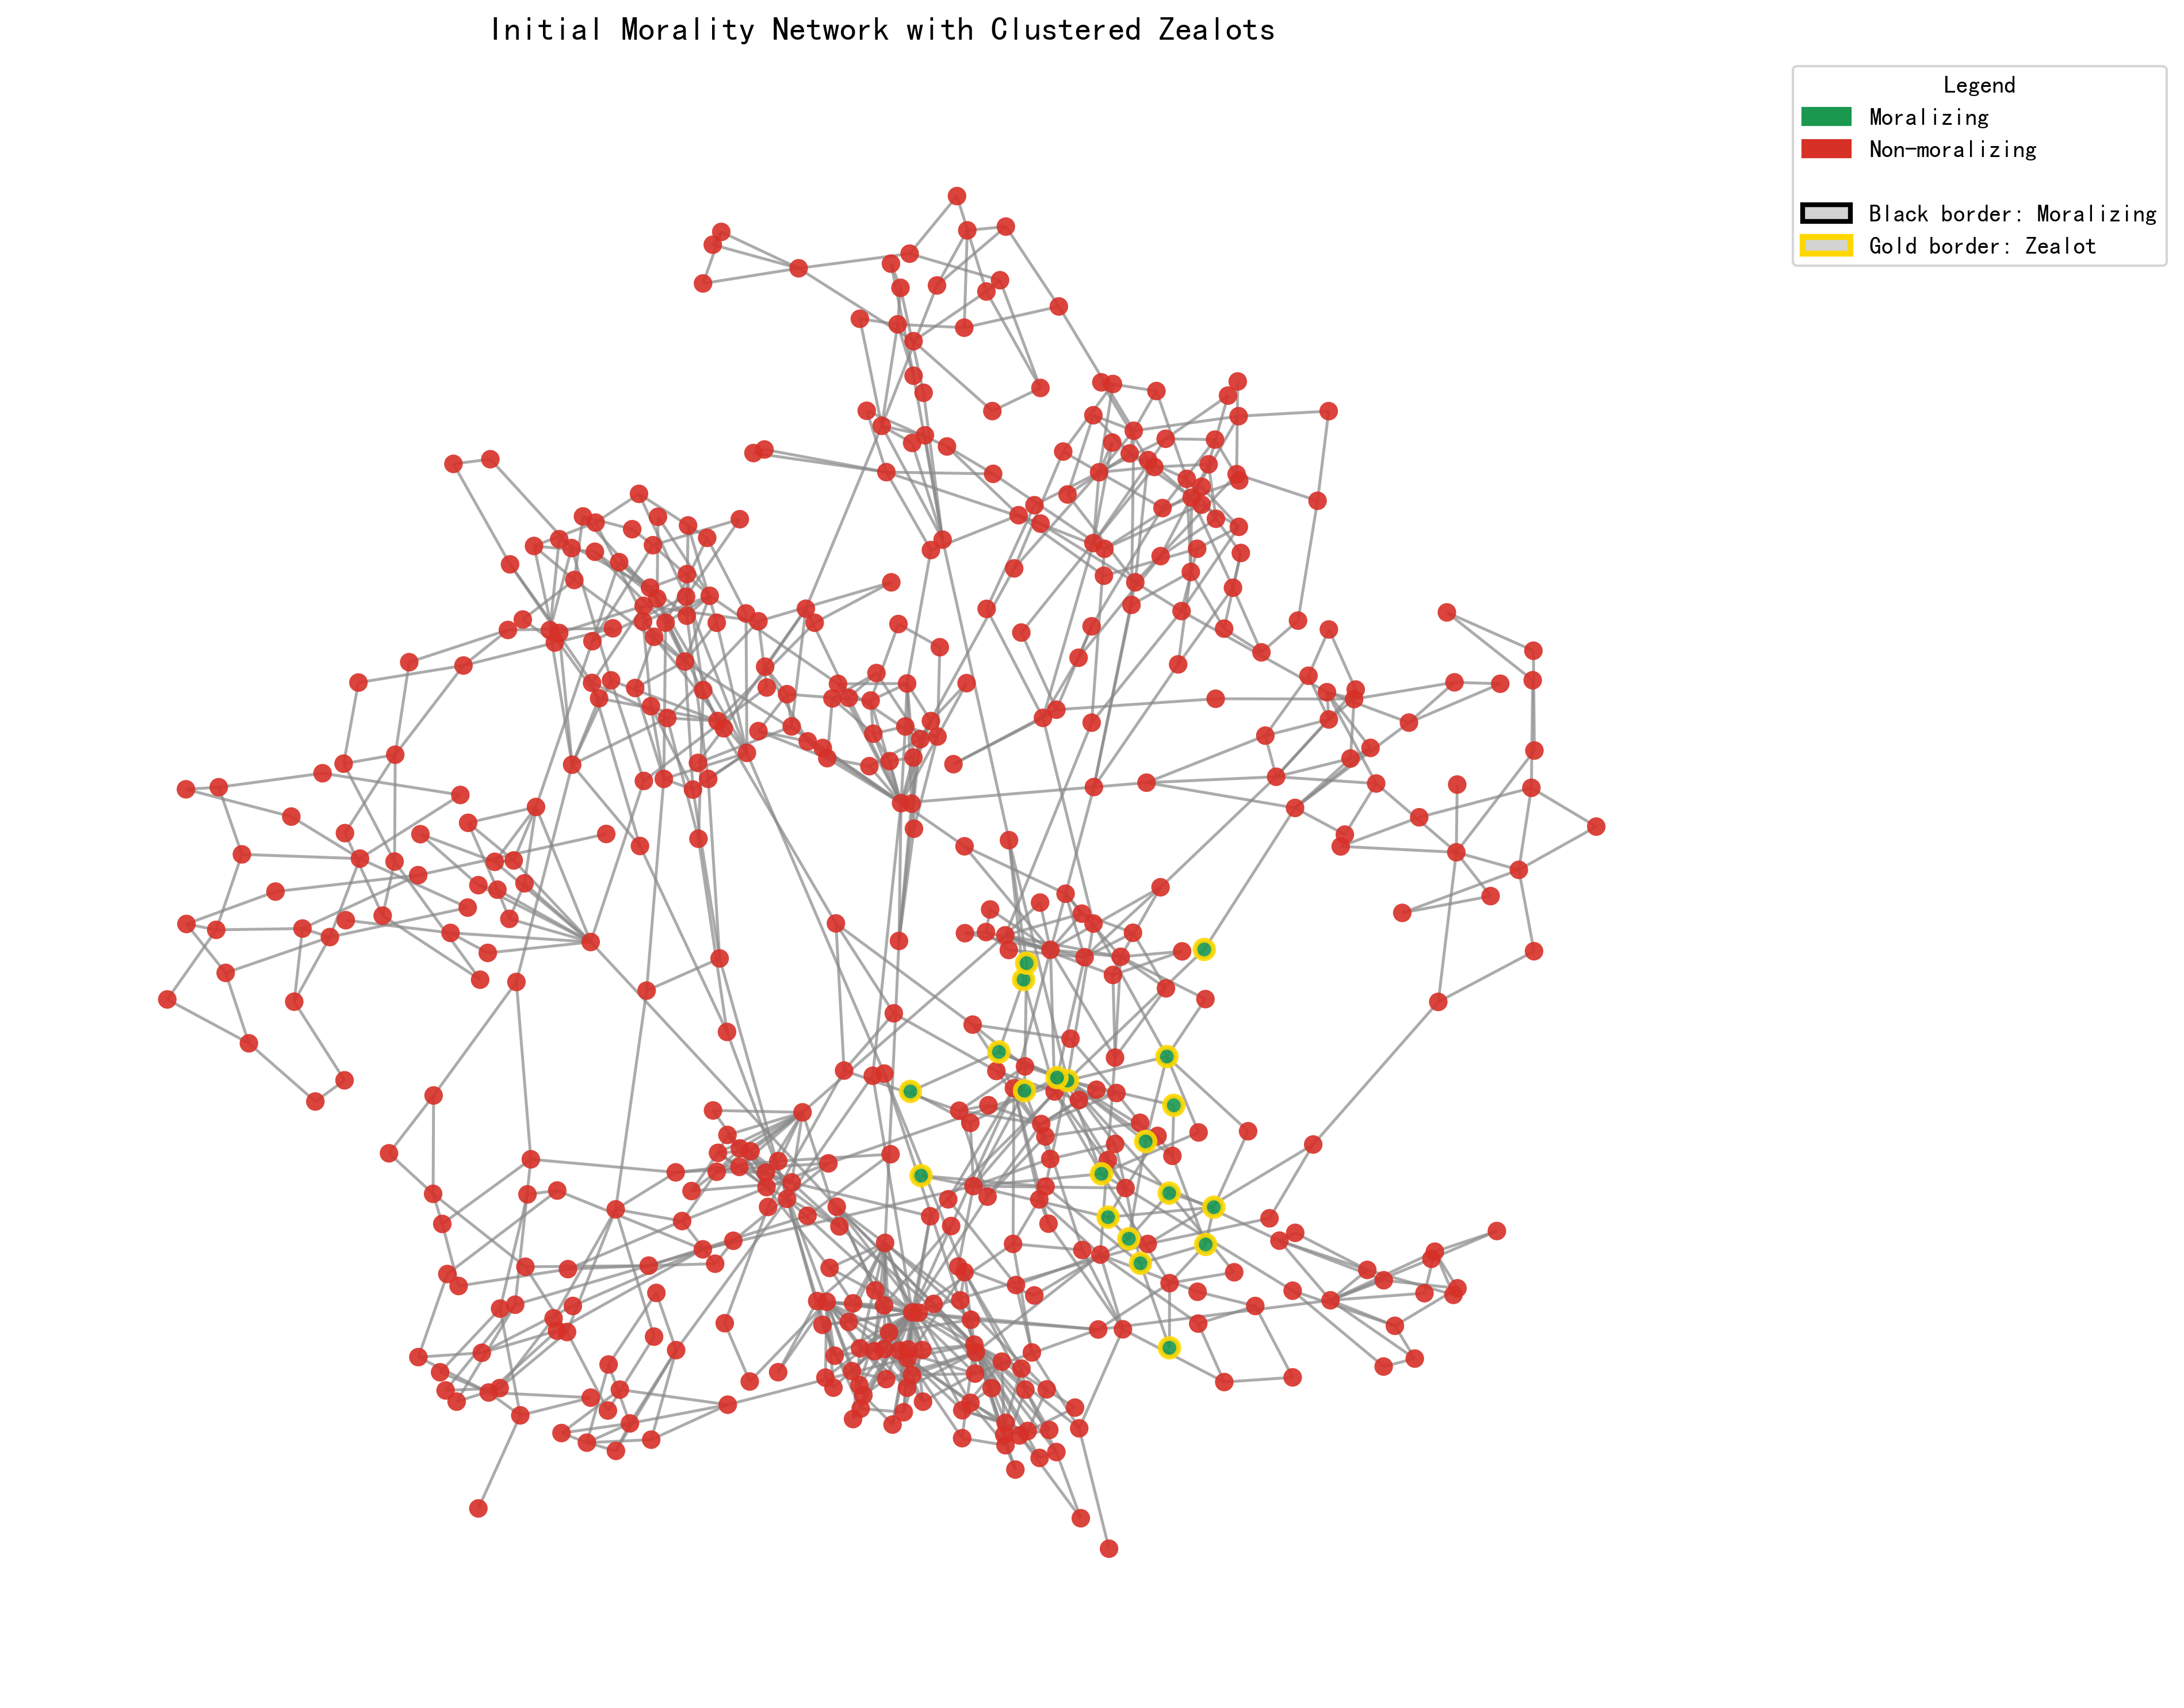 Initial Morality Network with Clustered Zealots
Legend
Moralizing
Non-moralizing
Black border: Moralizing
Gold border: Zealot